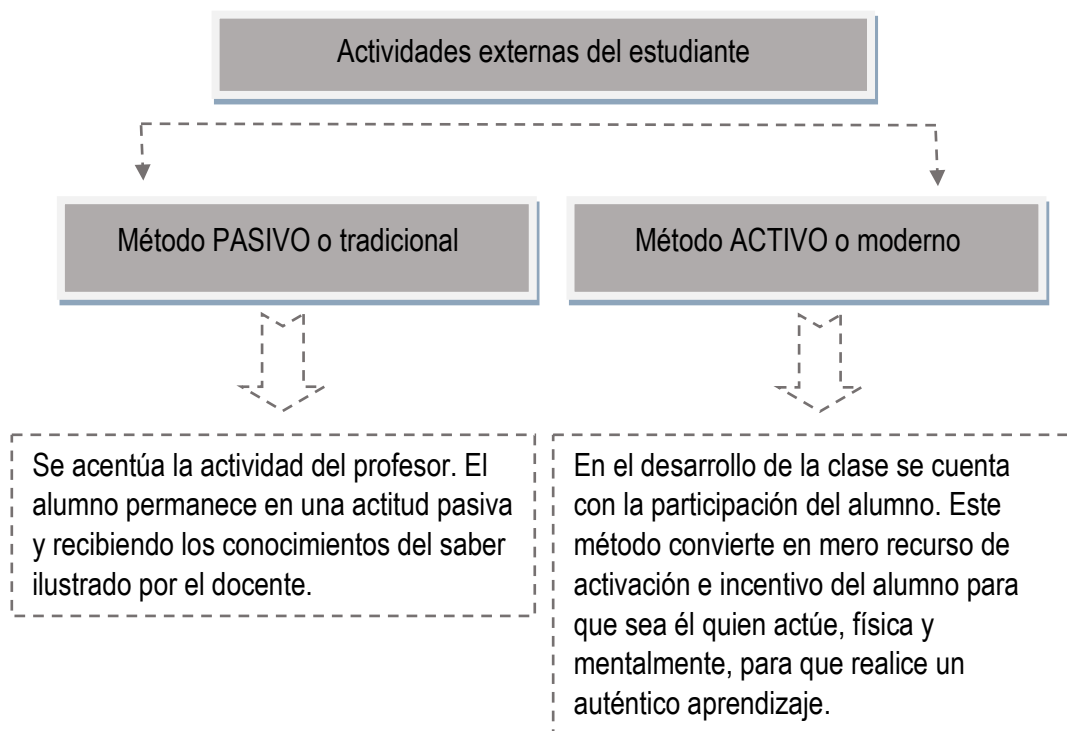 Actividades externas del estudiante
Método PASIVO o tradicional
Método ACTIVO o moderno
Se acentúa la actividad del profesor. El
alumno permanece en una actitud pasiva
y recibiendo los conocimientos del saber
ilustrado por el docente.
En el desarrollo de la clase se cuenta
con la participación del alumno. Este
método convierte en mero recurso de
activación e incentivo del alumno para
que sea él quien actúe, física y
mentalmente, para que realice un
auténtico aprendizaje.